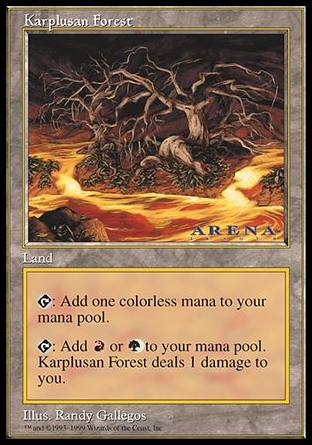 Karplusan Forest
ARENA
LEAGUE
Land
: Add one colorless mana to your
mana pool.
: Add or to your mana pool.
Karplusan Forest deals 1 damage to
you.
Illus. Randy Gallegos
™ and ©1993-1999 Wizards of the Coast, Inc.